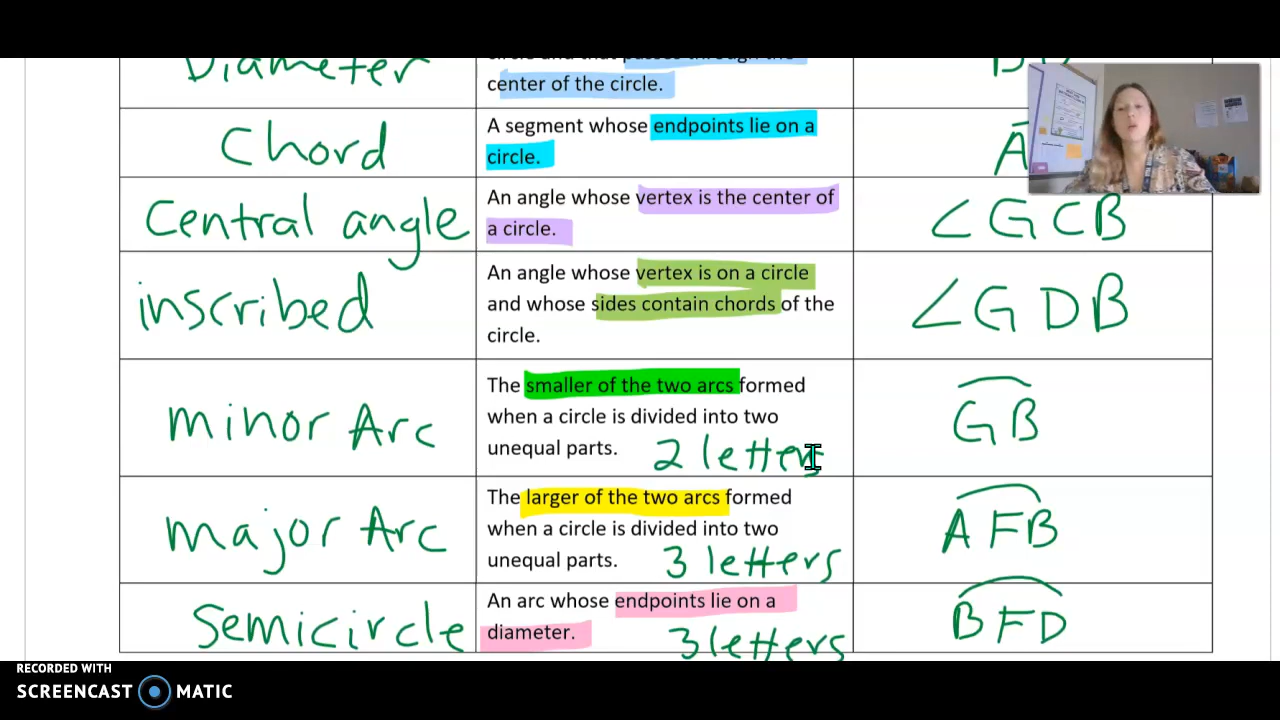 Diameter
center of the circle.
Chord
A segment whose endpoints lie on a
circle.
A
Central angle
An angle whose vertex is the center of
a circle.
∠GCB
inscribed
An angle whose vertex is on a circle
and whose sides contain chords of the
circle.
∠GDB
minor Arc
The smaller of the two arcs formed
when a circle is divided into two
unequal parts. 2 letters
GB
major Arc
The larger of the two arcs formed
when a circle is divided into two
unequal parts. 3 letters
AFB
Semicircle
An arc whose endpoints lie on a
diameter. 3 letters
BFD
RECORDED WITH
SCREENCAST MATIC